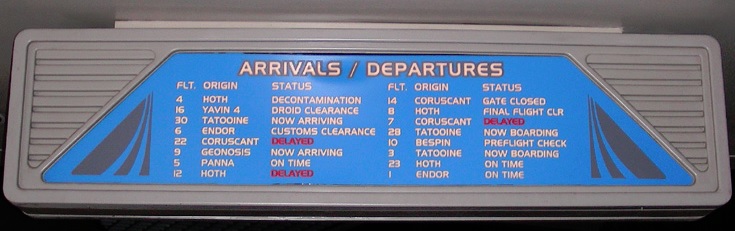 ARRIVALS / DEPARTURES
FLT. ORIGIN STATUS
4 HOTH DECONTAMINATION
16 YAVIN 4 DROID CLEARANCE
30 TATOOINE NOW ARRIVING
6 ENDOR CUSTOMS CLEARANCE
22 CORUSCANT DELAYED
9 GEONOSIS NOW ARRIVING
5 PANNA ON TIME
12 HOTH DELAYED
FLT. ORIGIN STATUS
14 CORUSCANT GATE CLOSED
8 HOTH FINAL FLIGHT CLR
7 CORUSCANT DELAYED
28 TATOOINE NOW BOARDING
10 BESPIN PREFLIGHT CHECK
3 TATOOINE NOW BOARDING
23 HOTH ON TIME
1 ENDOR ON TIME